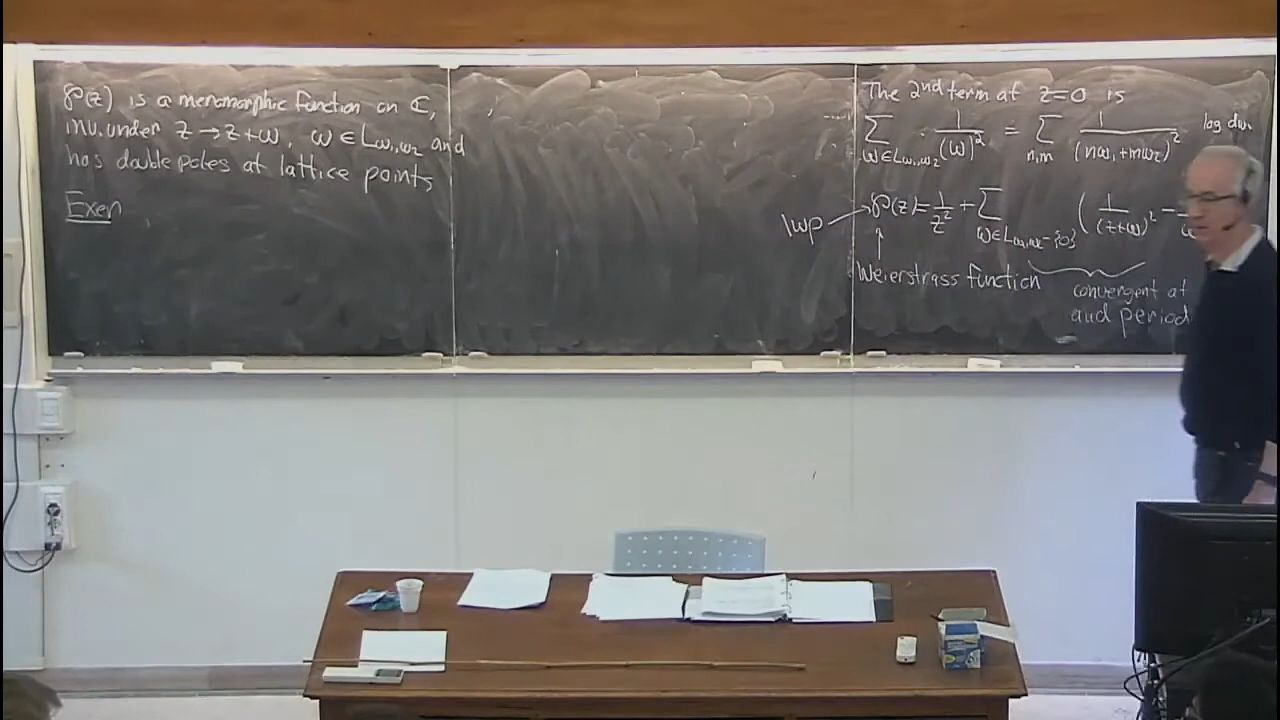 ℘(z) is a meromorphic function on ℂ,
inv. under z → z+ω, ω ∈ L_{ω₁,ω₂} and
has double poles at lattice points
Exer
The 2nd term at z=0 is
∑_{ω∈L_{ω₁,ω₂}} 1/(ω)² = ∑_{n,m} 1/(nω₁+mω₂)² log div.
\wp → ℘(z) = 1/z² + ∑_{ω∈L_{ω₁,ω₂}-{0}} ( 1/(z+ω)² −
Weierstrass function
convergent at
and period